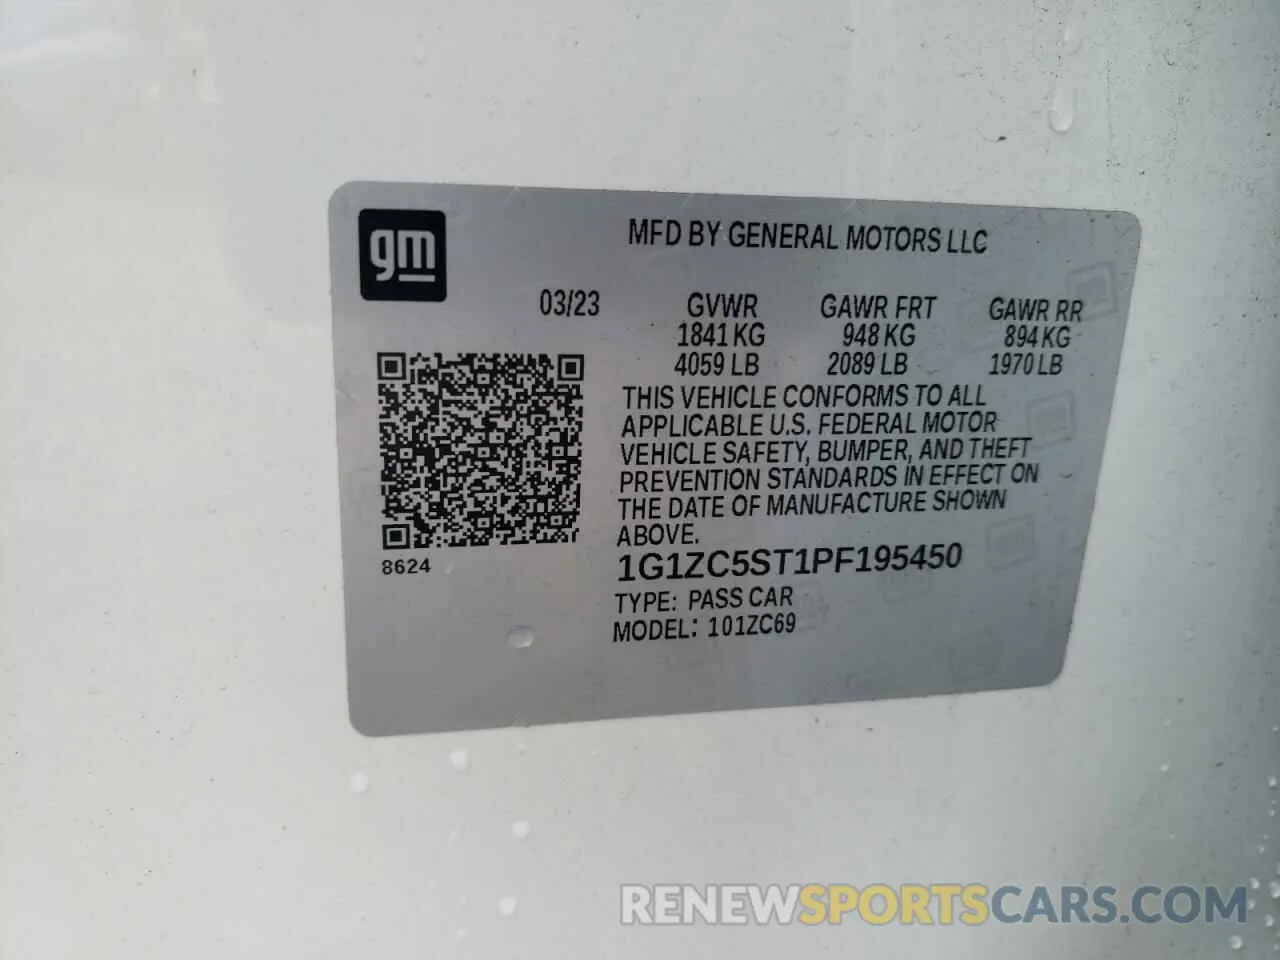 gm
MFD BY GENERAL MOTORS LLC
03/23 GVWR GAWR FRT GAWR RR
1841 KG 948 KG 894 KG
4059 LB 2089 LB 1970 LB
THIS VEHICLE CONFORMS TO ALL
APPLICABLE U.S. FEDERAL MOTOR
VEHICLE SAFETY, BUMPER, AND THEFT
PREVENTION STANDARDS IN EFFECT ON
THE DATE OF MANUFACTURE SHOWN
ABOVE.
8624
1G1ZC5ST1PF195450
TYPE: PASS CAR
MODEL: 101ZC69
RENEWSPORTSCARS.COM